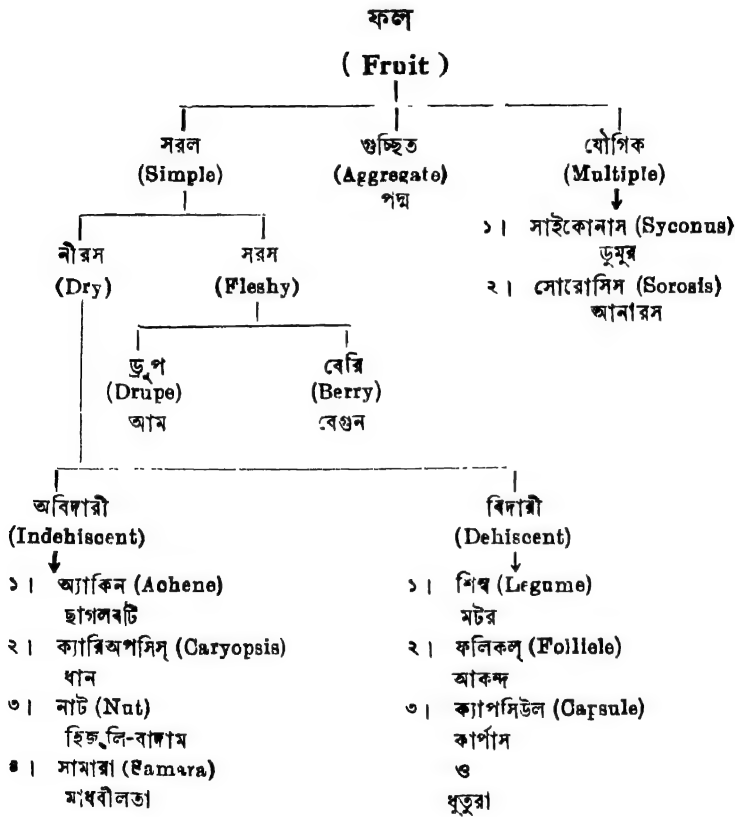 ফল
( Fruit )
সরল
(Simple)
গুচ্ছিত
(Aggregate)
পদ্ম
যৌগিক
(Multiple)
১। সাইকোনাস (Syconus)
ডুমুর
২। সোরোসিস (Sorosis)
আনারস
নীরস
(Dry)
সরস
(Fleshy)
ড্রূপ
(Drupe)
আম
বেরি
(Berry)
বেগুন
অবিদারী
(Indehiscent)
১। অ্যাকিন (Achene)
ছাগলবটি
২। ক্যারিঅপসিস্ (Caryopsis)
ধান
৩। নাট (Nut)
হিজ্‌লি-বাদাম
৪। সামারা (Samara)
মাধবীলতা
বিদারী
(Dehiscent)
১। শিম্ব (Legume)
মটর
২। ফলিকল্ (Folliele)
আকন্দ
৩। ক্যাপসিউল (Capsule)
কার্পাস
ও
ধুতুরা